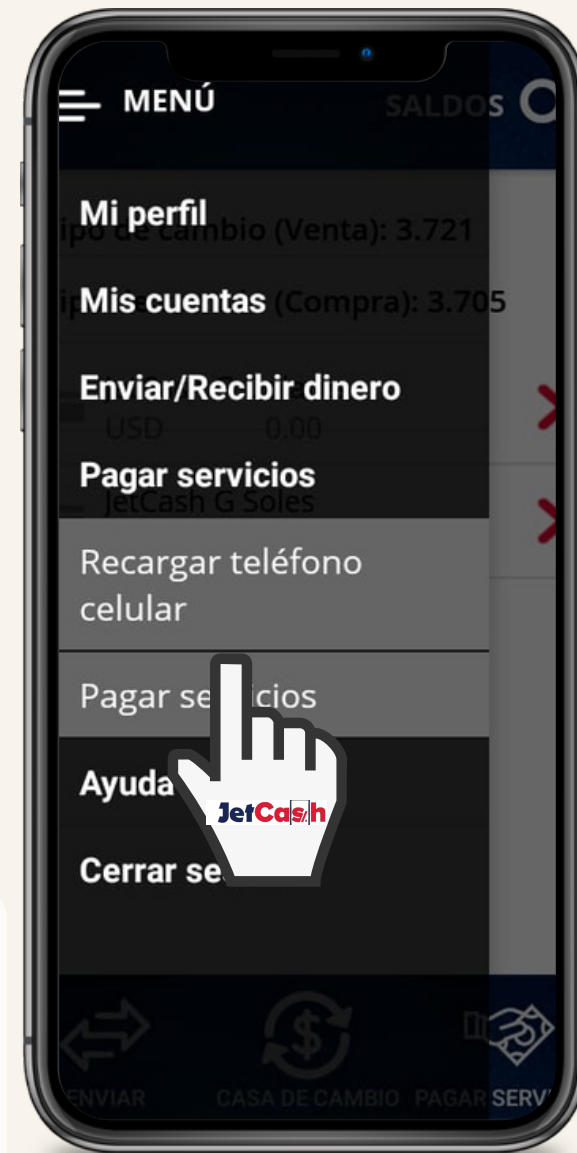 MENÚ
SALDOS
Mi perfil
ipo de cambio (Venta): 3.721
Mis cuentas
(Compra): 3.705
Enviar/Recibir dinero
USD 0.00
Pagar servicios
JetCash G Soles
Recargar teléfono
celular
Pagar se icios
Ayuda
JetCash
Cerrar se
ENVIAR
CASA DE CAMBIO
PAGAR SERVI